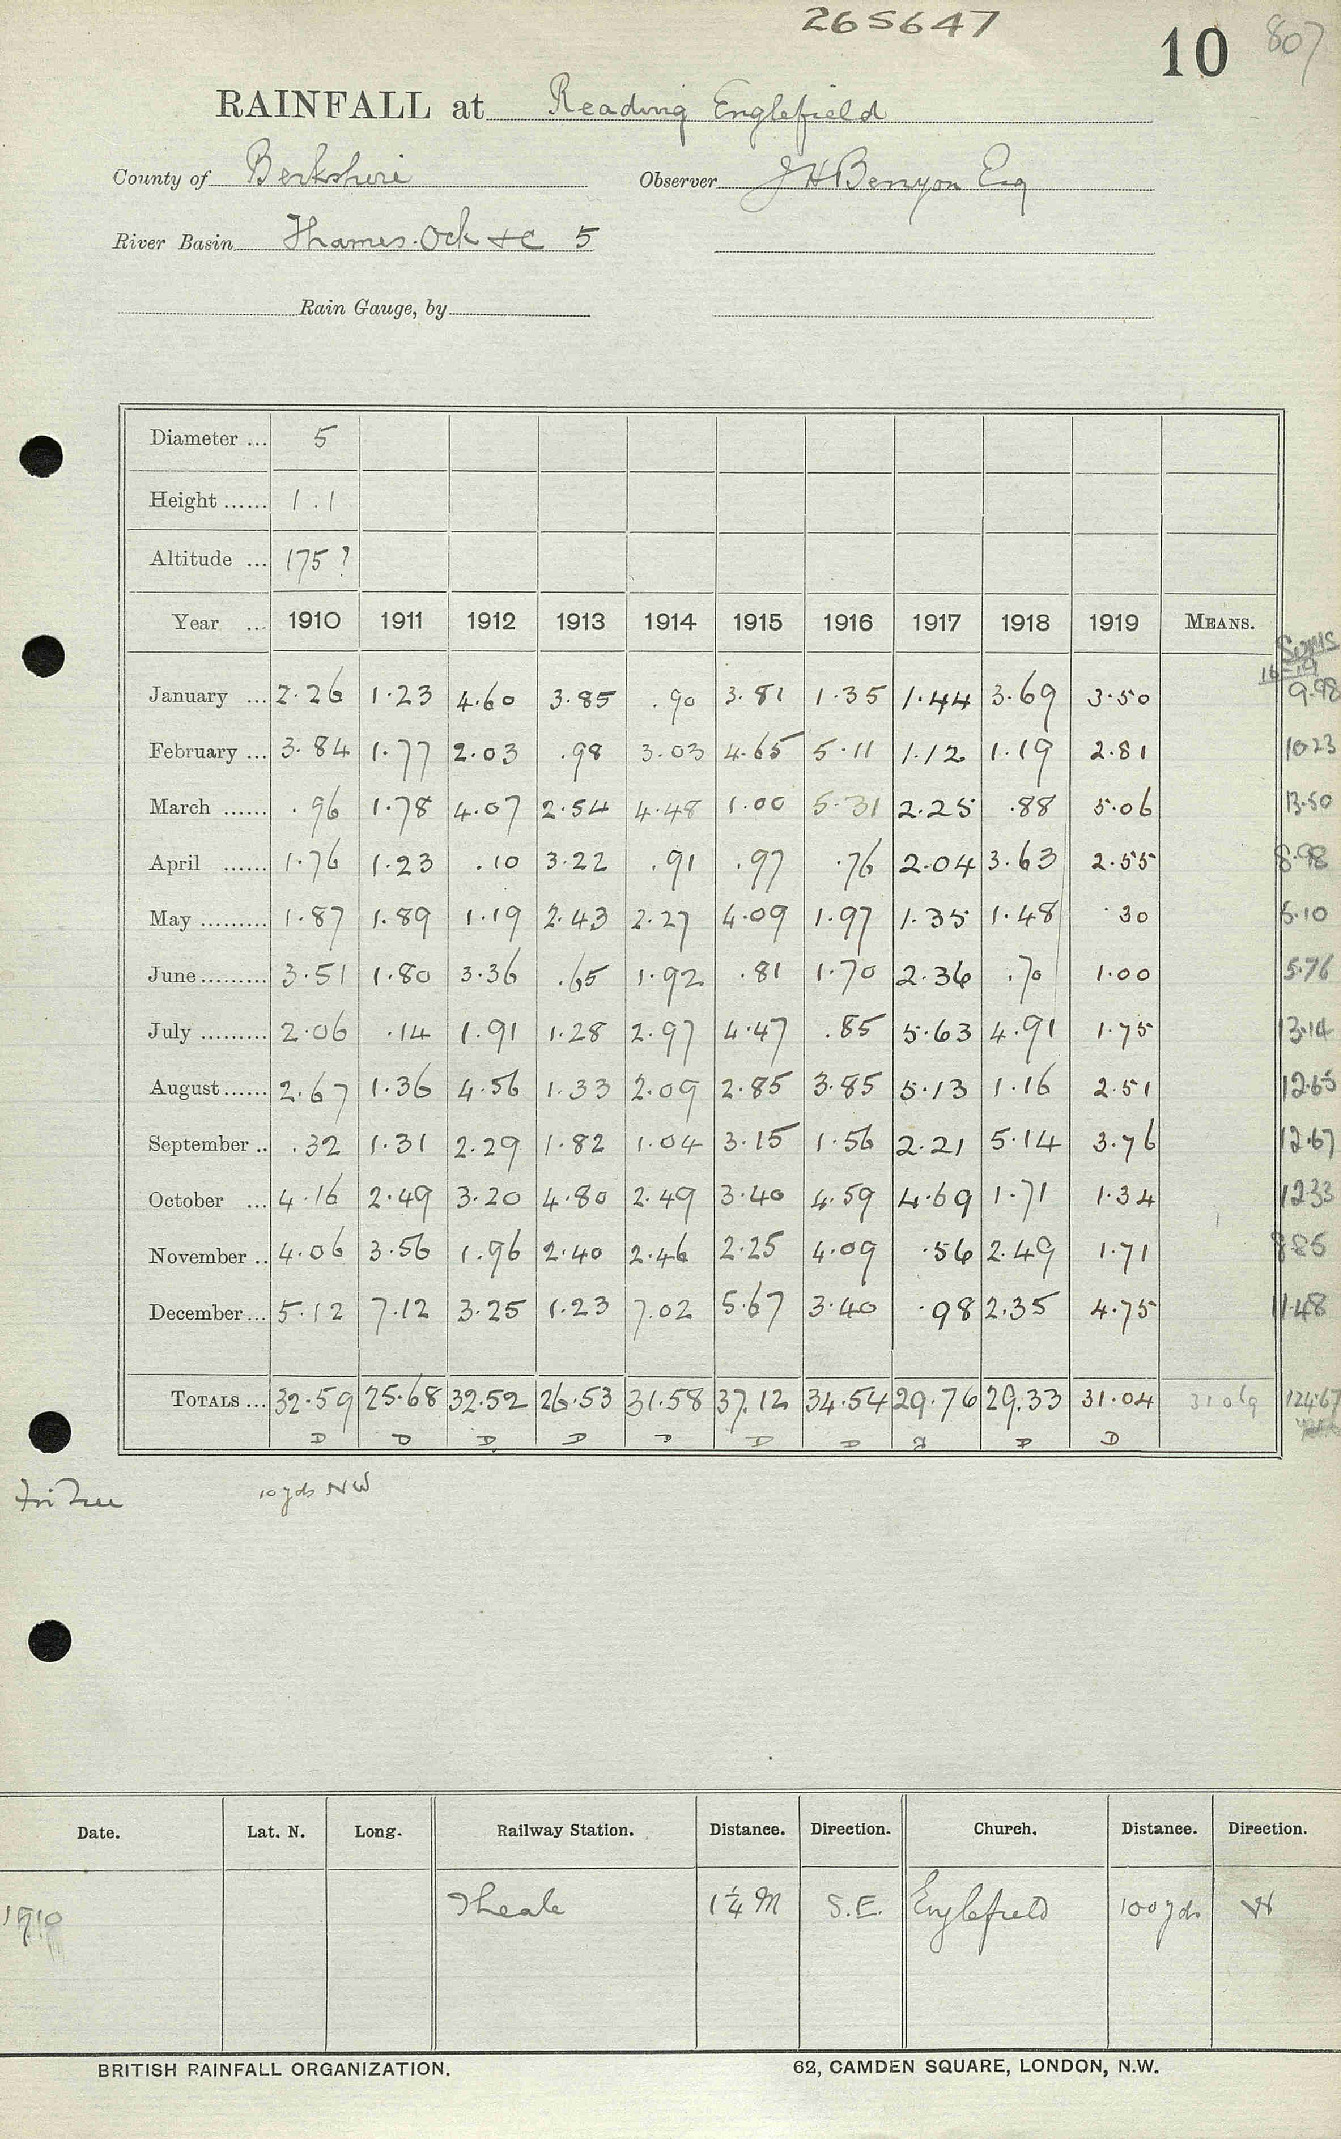 265647
10 807
RAINFALL at Reading Englefield
County of Berkshire Observer J H Benyon Esq
River Basin Thames. Ock &c 5
Rain Gauge, by
Diameter ... 5
Height ...... 1.1
Altitude ... 175?
Year ... 1910 1911 1912 1913 1914 1915 1916 1917 1918 1919 MEANS. Sums
16-19
January ... 2.26 1.23 4.60 3.85 .90 3.81 1.35 1.44 3.69 3.50 9.98
February ... 3.84 1.77 2.03 .98 3.03 4.65 5.11 1.12 1.19 2.81 10.23
March ...... .96 1.78 4.07 2.54 4.48 1.00 5.31 2.25 .88 5.06 13.50
April ...... 1.76 1.23 .10 3.22 .91 .97 .76 2.04 3.63 2.55 8.98
May ......... 1.87 1.89 1.19 2.43 2.27 4.09 1.97 1.35 1.48 .30 5.10
June ......... 3.51 1.80 3.36 .65 1.92 .81 1.70 2.36 .70 1.00 5.76
July ......... 2.06 .14 1.91 1.28 2.97 4.47 .85 5.63 4.91 1.75 13.14
August ...... 2.67 1.36 4.56 1.33 2.09 2.85 3.85 5.13 1.16 2.51 12.65
September .. .32 1.31 2.29 1.82 1.04 3.15 1.56 2.21 5.14 3.76 12.67
October ... 4.16 2.49 3.20 4.80 2.49 3.40 4.59 4.69 1.71 1.34 12.33
November .. 4.06 3.56 1.96 2.40 2.46 2.25 4.09 .56 2.49 1.71 8.85
December ... 5.12 7.12 3.25 1.23 7.02 5.67 3.40 .98 2.35 4.75 11.48
TOTALS ... 32.59 25.68 32.52 26.53 31.58 37.12 34.54 29.76 29.33 31.04 31.069 124.67
D D D D D D D D D
10 yds NW
Date. Lat. N. Long. Railway Station. Distance. Direction. Church. Distance. Direction.
1910 Theale 1¼ M S.E. Englefield 100 yds W
BRITISH RAINFALL ORGANIZATION. 62, CAMDEN SQUARE, LONDON, N.W.